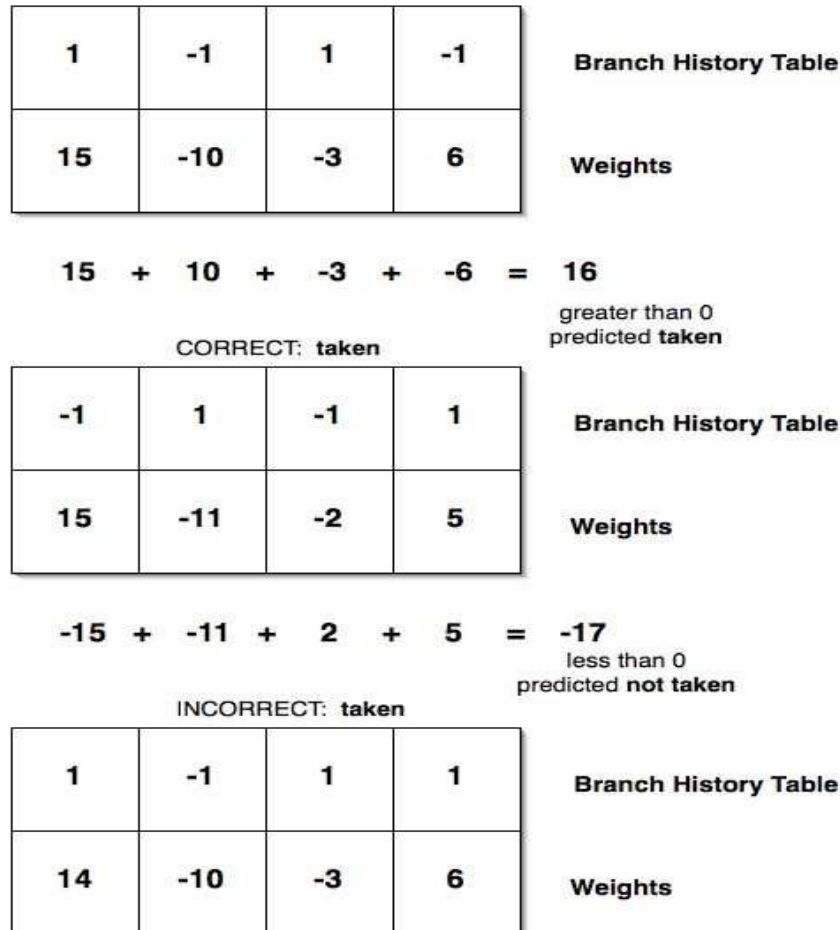 1 -1 1 -1 Branch History Table
15 -10 -3 6 Weights
15 + 10 + -3 + -6 = 16
greater than 0
predicted taken
CORRECT: taken
-1 1 -1 1 Branch History Table
15 -11 -2 5 Weights
-15 + -11 + 2 + 5 = -17
less than 0
predicted not taken
INCORRECT: taken
1 -1 1 1 Branch History Table
14 -10 -3 6 Weights